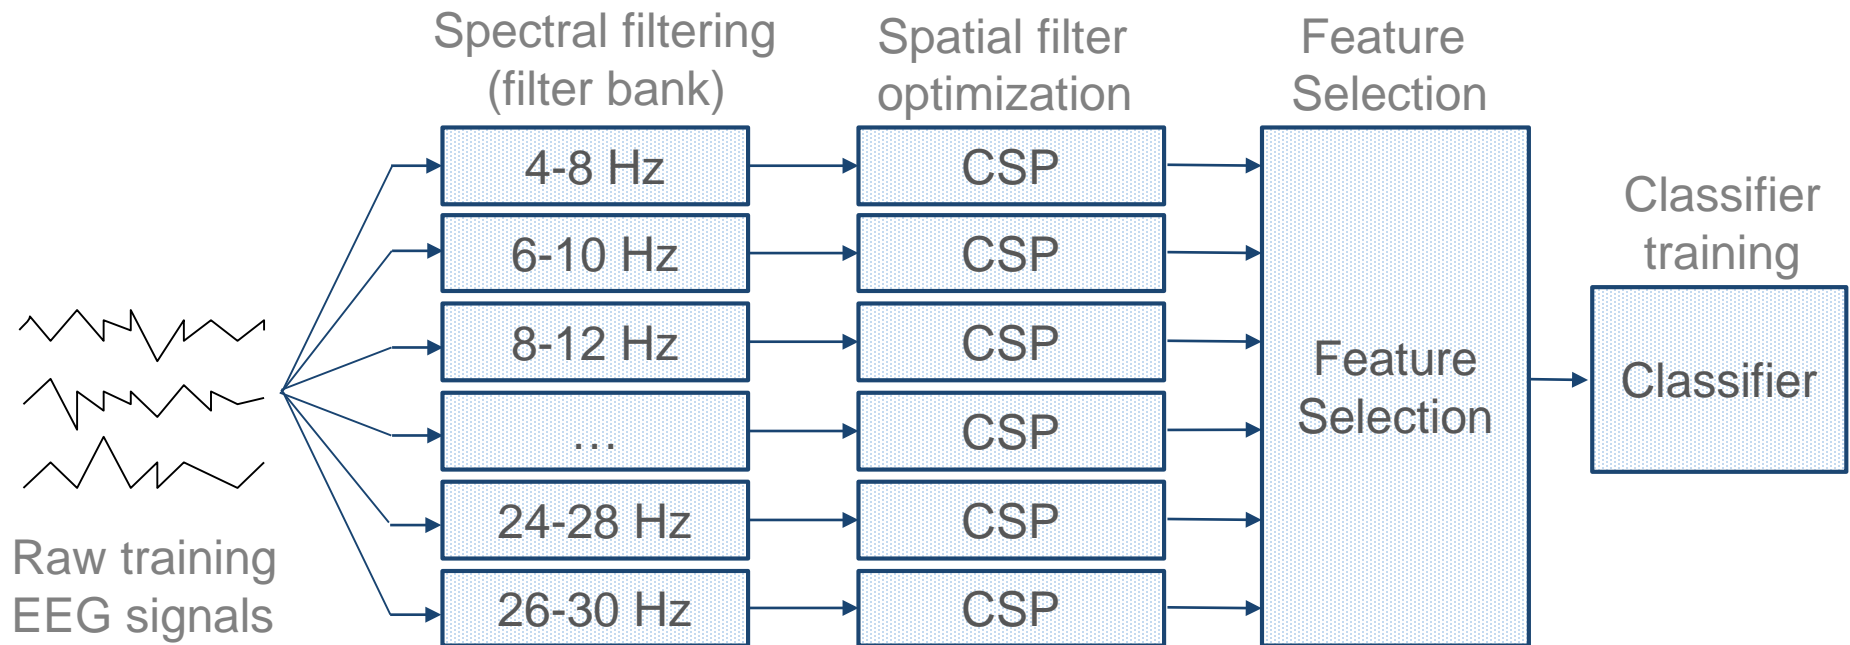 Spectral filtering
(filter bank)
Spatial filter
optimization
Feature
Selection
4-8 Hz
CSP
6-10 Hz
CSP
8-12 Hz
CSP
...
CSP
24-28 Hz
CSP
26-30 Hz
CSP
Feature
Selection
Classifier
training
Classifier
Raw training
EEG signals